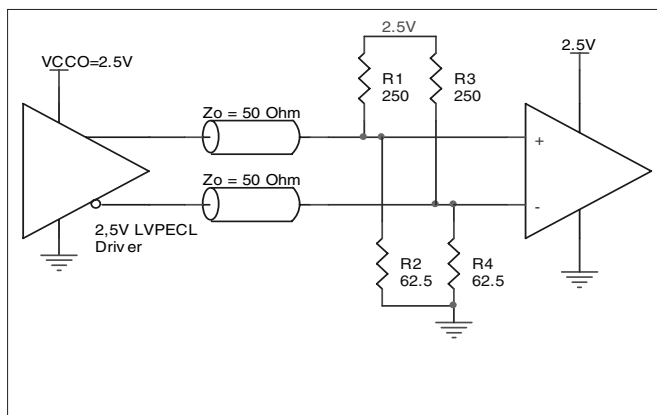 2.5V
VCCO=2.5V
2.5V
R1
250
R3
250
Zo = 50 Ohm
+
Zo = 50 Ohm
-
2,5V LVPECL
Driver
R2
62.5
R4
62.5